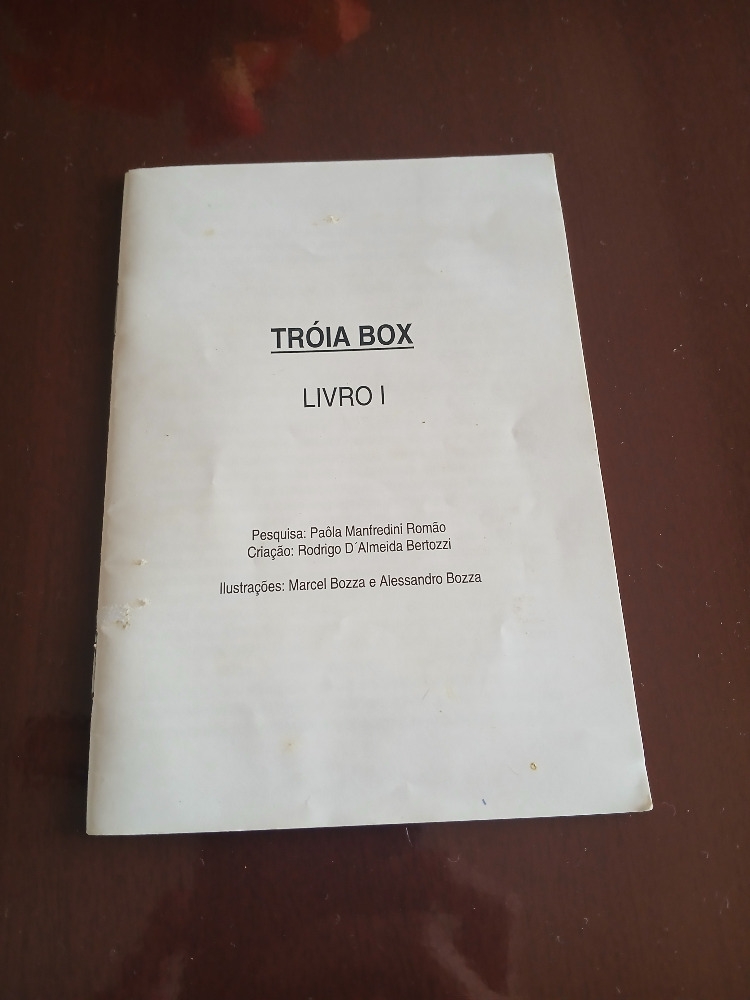 TRÓIA BOX
LIVRO I
Pesquisa: Paôla Manfredini Romão
Criação: Rodrigo D´Almeida Bertozzi
Ilustrações: Marcel Bozza e Alessandro Bozza